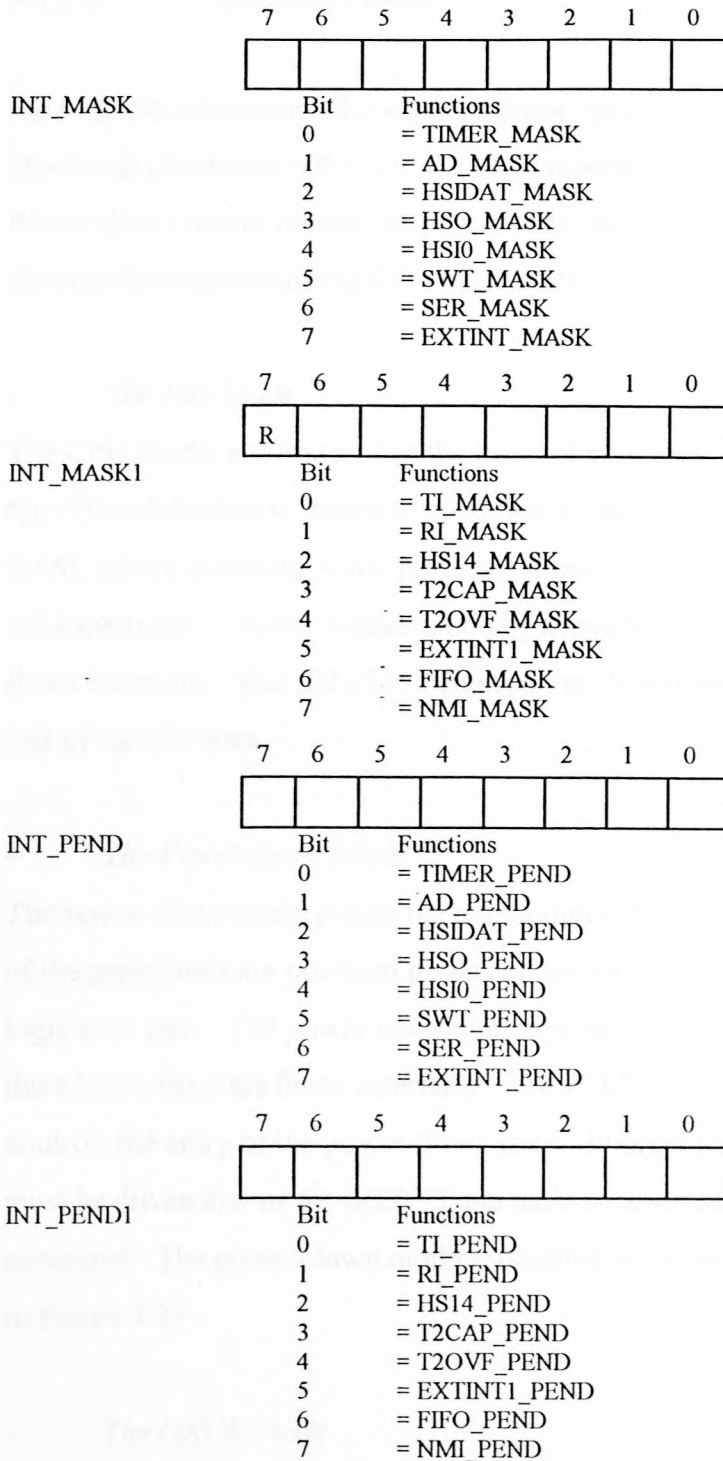 7 6 5 4 3 2 1 0
INT_MASK Bit Functions
0 = TIMER_MASK
1 = AD_MASK
2 = HSIDAT_MASK
3 = HSO_MASK
4 = HSI0_MASK
5 = SWT_MASK
6 = SER_MASK
7 = EXTINT_MASK
7 6 5 4 3 2 1 0
R
INT_MASK1 Bit Functions
0 = TI_MASK
1 = RI_MASK
2 = HS14_MASK
3 = T2CAP_MASK
4 = T2OVF_MASK
5 = EXTINT1_MASK
6 = FIFO_MASK
7 = NMI_MASK
7 6 5 4 3 2 1 0
INT_PEND Bit Functions
0 = TIMER_PEND
1 = AD_PEND
2 = HSIDAT_PEND
3 = HSO_PEND
4 = HSI0_PEND
5 = SWT_PEND
6 = SER_PEND
7 = EXTINT_PEND
7 6 5 4 3 2 1 0
INT_PEND1 Bit Functions
0 = TI_PEND
1 = RI_PEND
2 = HS14_PEND
3 = T2CAP_PEND
4 = T2OVF_PEND
5 = EXTINT1_PEND
6 = FIFO_PEND
7 = NMI_PEND